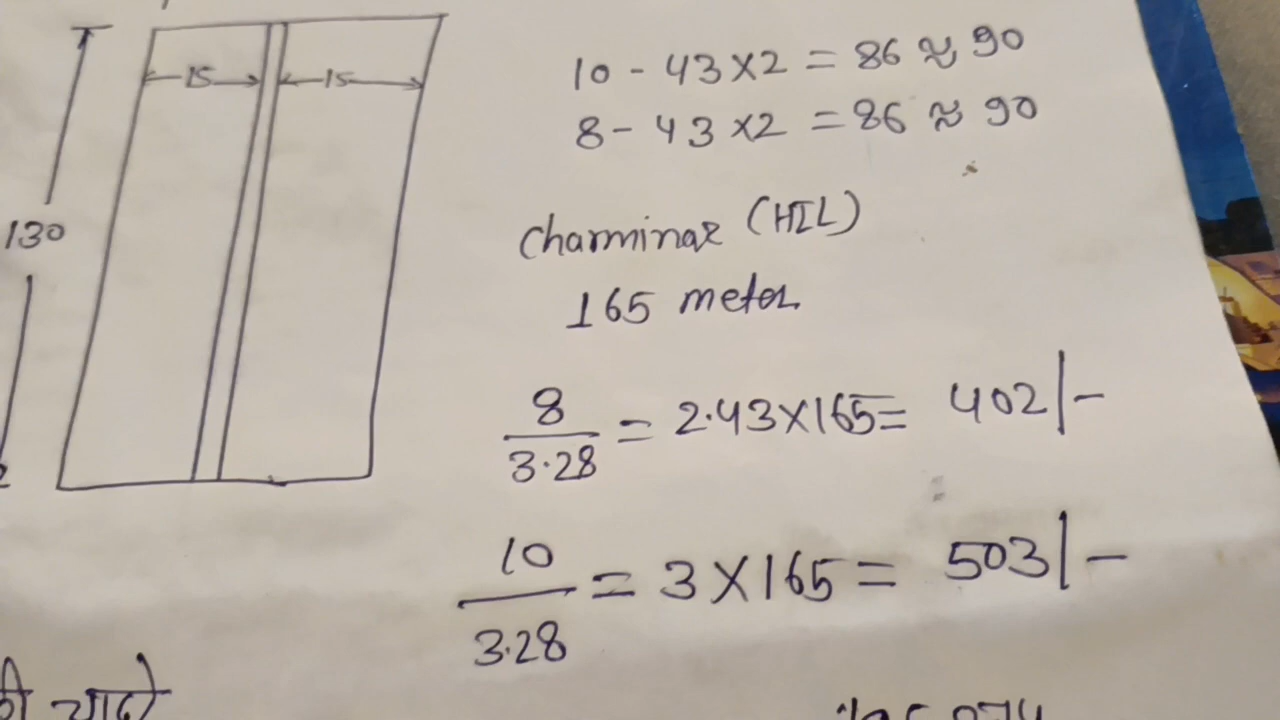 15 15
130
10 - 43 x 2 = 86 ≈ 90
8 - 43 x 2 = 86 ≈ 90
Charminar (HIL)
165 meter
8/3.28 = 2.43 x 165 = 402/-
10/3.28 = 3 x 165 = 503/-
की यादो